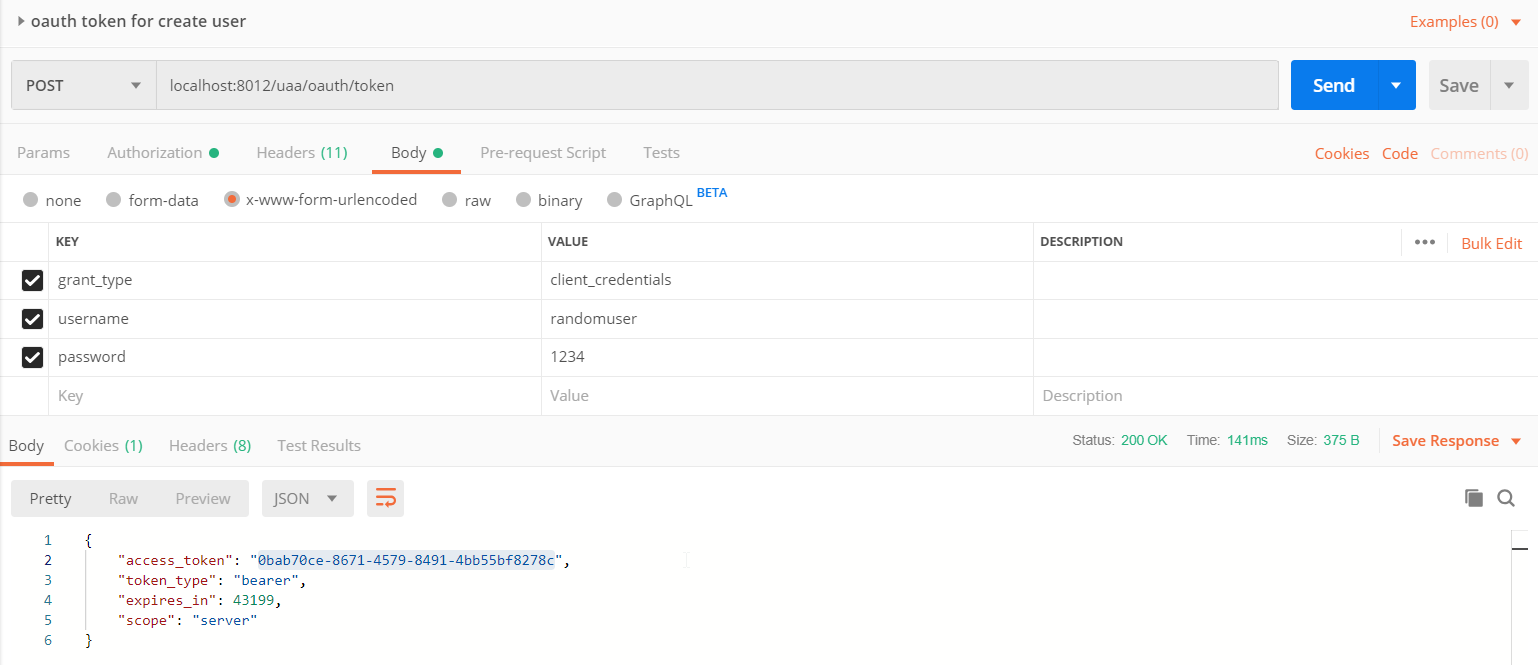 oauth token for create user Examples (0)
POST localhost:8012/uaa/oauth/token Send Save
Params Authorization Headers (11) Body Pre-request Script Tests Cookies Code Comments (0)
none form-data x-www-form-urlencoded raw binary GraphQL BETA
KEY VALUE DESCRIPTION ••• Bulk Edit
grant_type client_credentials
username randomuser
password 1234
Key Value Description
Body Cookies (1) Headers (8) Test Results Status: 200 OK Time: 141ms Size: 375 B Save Response
Pretty Raw Preview JSON
1 {
2 "access_token": "0bab70ce-8671-4579-8491-4bb55bf8278c",
3 "token_type": "bearer",
4 "expires_in": 43199,
5 "scope": "server"
6 }